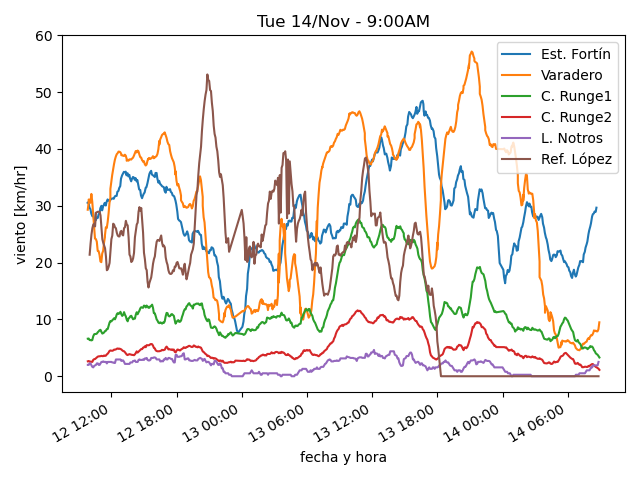 Tue 14/Nov - 9:00AM
viento [km/hr]
60
50
40
30
20
10
0
Est. Fortín
Varadero
C. Runge1
C. Runge2
L. Notros
Ref. López
12 12:00
12 18:00
13 00:00
13 06:00
13 12:00
13 18:00
14 00:00
14 06:00
fecha y hora